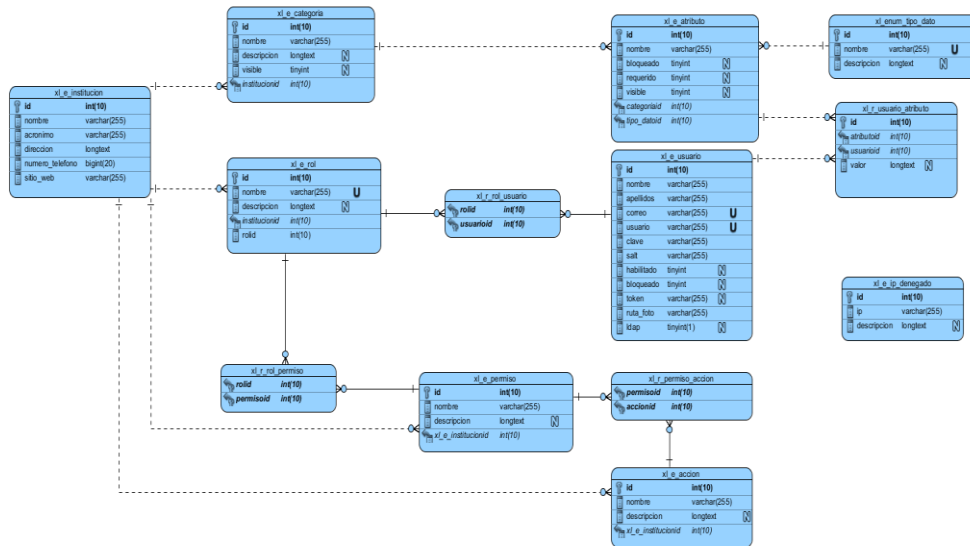 xl_e_categoria
id int(10)
nombre varchar(255)
descripcion longtext N
visible tinyint N
institucionid int(10)
xl_e_atributo
id int(10)
nombre varchar(255)
bloqueado tinyint N
requerido tinyint N
visible tinyint N
categoriaid int(10)
tipo_datoid int(10)
xl_enum_tipo_dato
id int(10)
nombre varchar(255) U
descripcion longtext N
xl_e_institucion
id int(10)
nombre varchar(255)
acronimo varchar(255)
direccion longtext
numero_telefono bigint(20)
sitio_web varchar(255)
xl_r_usuario_atributo
id int(10)
atributoid int(10)
usuarioid int(10)
valor longtext N
xl_e_rol
id int(10)
nombre varchar(255) U
descripcion longtext N
institucionid int(10)
rolid int(10)
xl_r_rol_usuario
rolid int(10)
usuarioid int(10)
xl_e_usuario
id int(10)
nombre varchar(255)
apellidos varchar(255)
correo varchar(255) U
usuario varchar(255) U
clave varchar(255)
salt varchar(255)
habilitado tinyint N
bloqueado tinyint N
token varchar(255) N
ruta_foto varchar(255)
ldap tinyint(1) N
xl_e_ip_denegado
id int(10)
ip varchar(255)
descripcion longtext N
xl_r_rol_permiso
rolid int(10)
permisoid int(10)
xl_e_permiso
id int(10)
nombre varchar(255)
descripcion longtext N
xl_e_institucionid int(10)
xl_r_permiso_accion
permisoid int(10)
accionid int(10)
xl_e_accion
id int(10)
nombre varchar(255)
descripcion longtext N
xl_e_institucionid int(10)